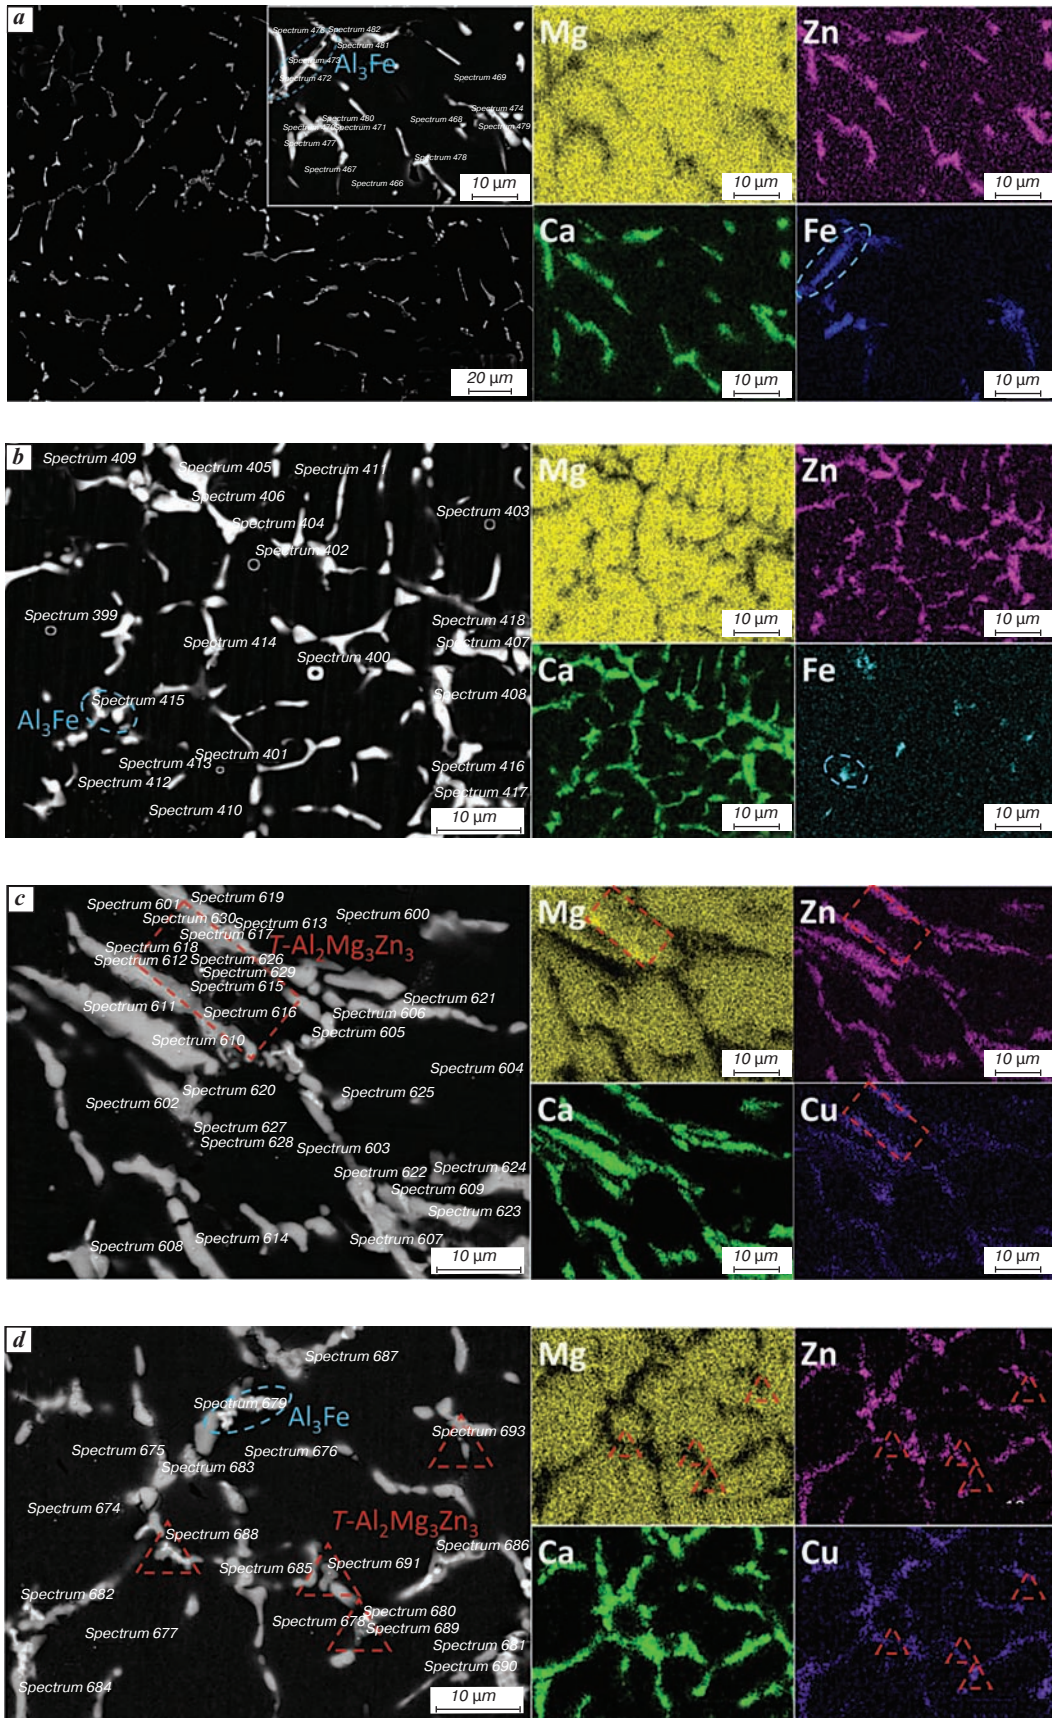 a
Spectrum 482
Spectrum 481
Spectrum 473
Al₃Fe
Spectrum 472
Spectrum 469
Spectrum 474
Spectrum 480
Spectrum 468
Spectrum 471
Spectrum 479
Spectrum 477
Spectrum 478
Spectrum 467
Spectrum 466
10 µm
20 µm
Mg
10 µm
Zn
10 µm
Ca
10 µm
Fe
10 µm
b
Spectrum 409
Spectrum 405
Spectrum 411
Spectrum 406
Spectrum 403
Spectrum 404
Spectrum 402
Spectrum 399
Spectrum 418
Spectrum 414
Spectrum 407
Spectrum 400
Spectrum 408
Spectrum 415
Al₃Fe
Spectrum 401
Spectrum 413
Spectrum 416
Spectrum 412
Spectrum 417
Spectrum 410
10 µm
Mg
10 µm
Zn
10 µm
Ca
10 µm
Fe
10 µm
c
Spectrum 619
Spectrum 601
Spectrum 630
Spectrum 613
Spectrum 600
Spectrum 617
T-Al₂Mg₃Zn₃
Spectrum 618
Spectrum 612
Spectrum 626
Spectrum 629
Spectrum 615
Spectrum 621
Spectrum 611
Spectrum 616
Spectrum 606
Spectrum 605
Spectrum 610
Spectrum 604
Spectrum 620
Spectrum 625
Spectrum 602
Spectrum 627
Spectrum 628
Spectrum 603
Spectrum 622
Spectrum 624
Spectrum 609
Spectrum 623
Spectrum 614
Spectrum 607
Spectrum 608
10 µm
Mg
10 µm
Zn
10 µm
Ca
10 µm
Cu
10 µm
d
Spectrum 687
Spectrum 679
Al₃Fe
Spectrum 693
Spectrum 675
Spectrum 676
Spectrum 683
Spectrum 674
T-Al₂Mg₃Zn₃
Spectrum 688
Spectrum 686
Spectrum 685
Spectrum 691
Spectrum 682
Spectrum 680
Spectrum 678
Spectrum 689
Spectrum 677
Spectrum 681
Spectrum 690
Spectrum 684
10 µm
Mg
Zn
Ca
Cu